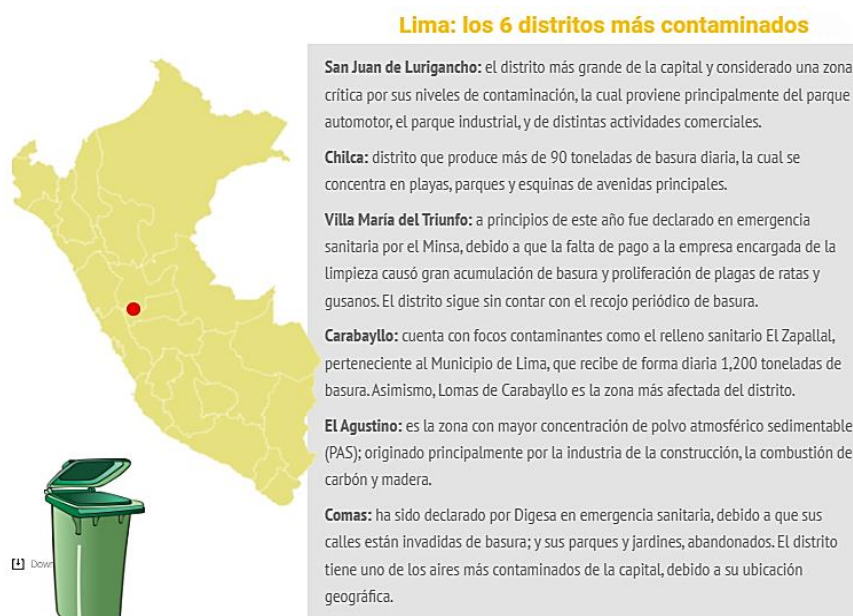 Lima: los 6 distritos más contaminados
San Juan de Lurigancho: el distrito más grande de la capital y considerado una zona
crítica por sus niveles de contaminación, la cual proviene principalmente del parque
automotor, el parque industrial, y de distintas actividades comerciales.
Chilca: distrito que produce más de 90 toneladas de basura diaria, la cual se
concentra en playas, parques y esquinas de avenidas principales.
Villa María del Triunfo: a principios de este año fue declarado en emergencia
sanitaria por el Minsa, debido a que la falta de pago a la empresa encargada de la
limpieza causó gran acumulación de basura y proliferación de plagas de ratas y
gusanos. El distrito sigue sin contar con el recojo periódico de basura.
Carabayllo: cuenta con focos contaminantes como el relleno sanitario El Zapallal,
perteneciente al Municipio de Lima, que recibe de forma diaria 1,200 toneladas de
basura. Asimismo, Lomas de Carabayllo es la zona más afectada del distrito.
El Agustino: es la zona con mayor concentración de polvo atmosférico sedimentable
(PAS); originado principalmente por la industria de la construcción, la combustión de
carbón y madera.
Comas: ha sido declarado por Digesa en emergencia sanitaria, debido a que sus
calles están invadidas de basura; y sus parques y jardines, abandonados. El distrito
tiene uno de los aires más contaminados de la capital, debido a su ubicación
geográfica.
Down